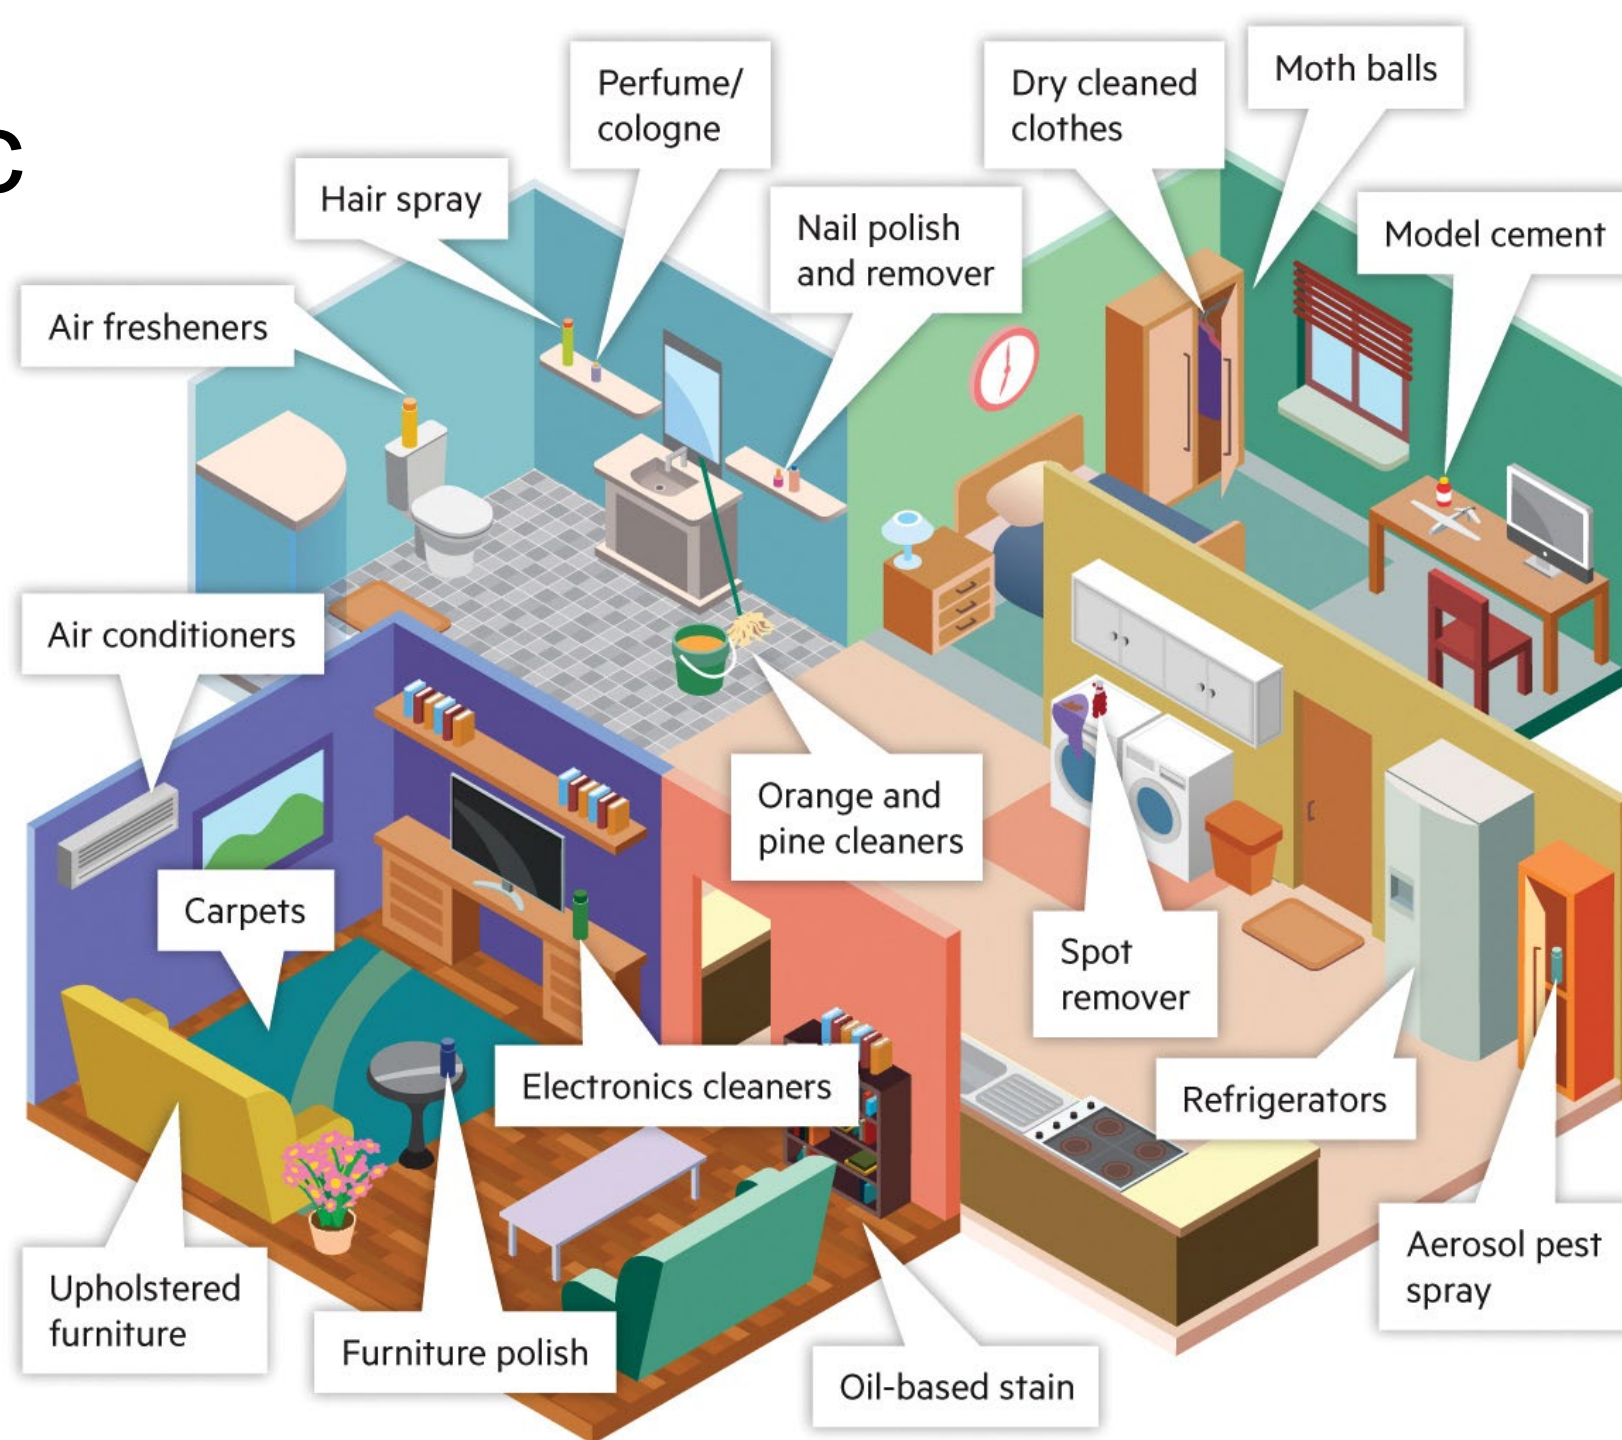 c
Perfume/
cologne
Dry cleaned
clothes
Moth balls
Hair spray
Nail polish
and remover
Model cement
Air fresheners
Air conditioners
Orange and
pine cleaners
Carpets
Spot
remover
Electronics cleaners
Refrigerators
Upholstered
furniture
Furniture polish
Aerosol pest
spray
Oil-based stain